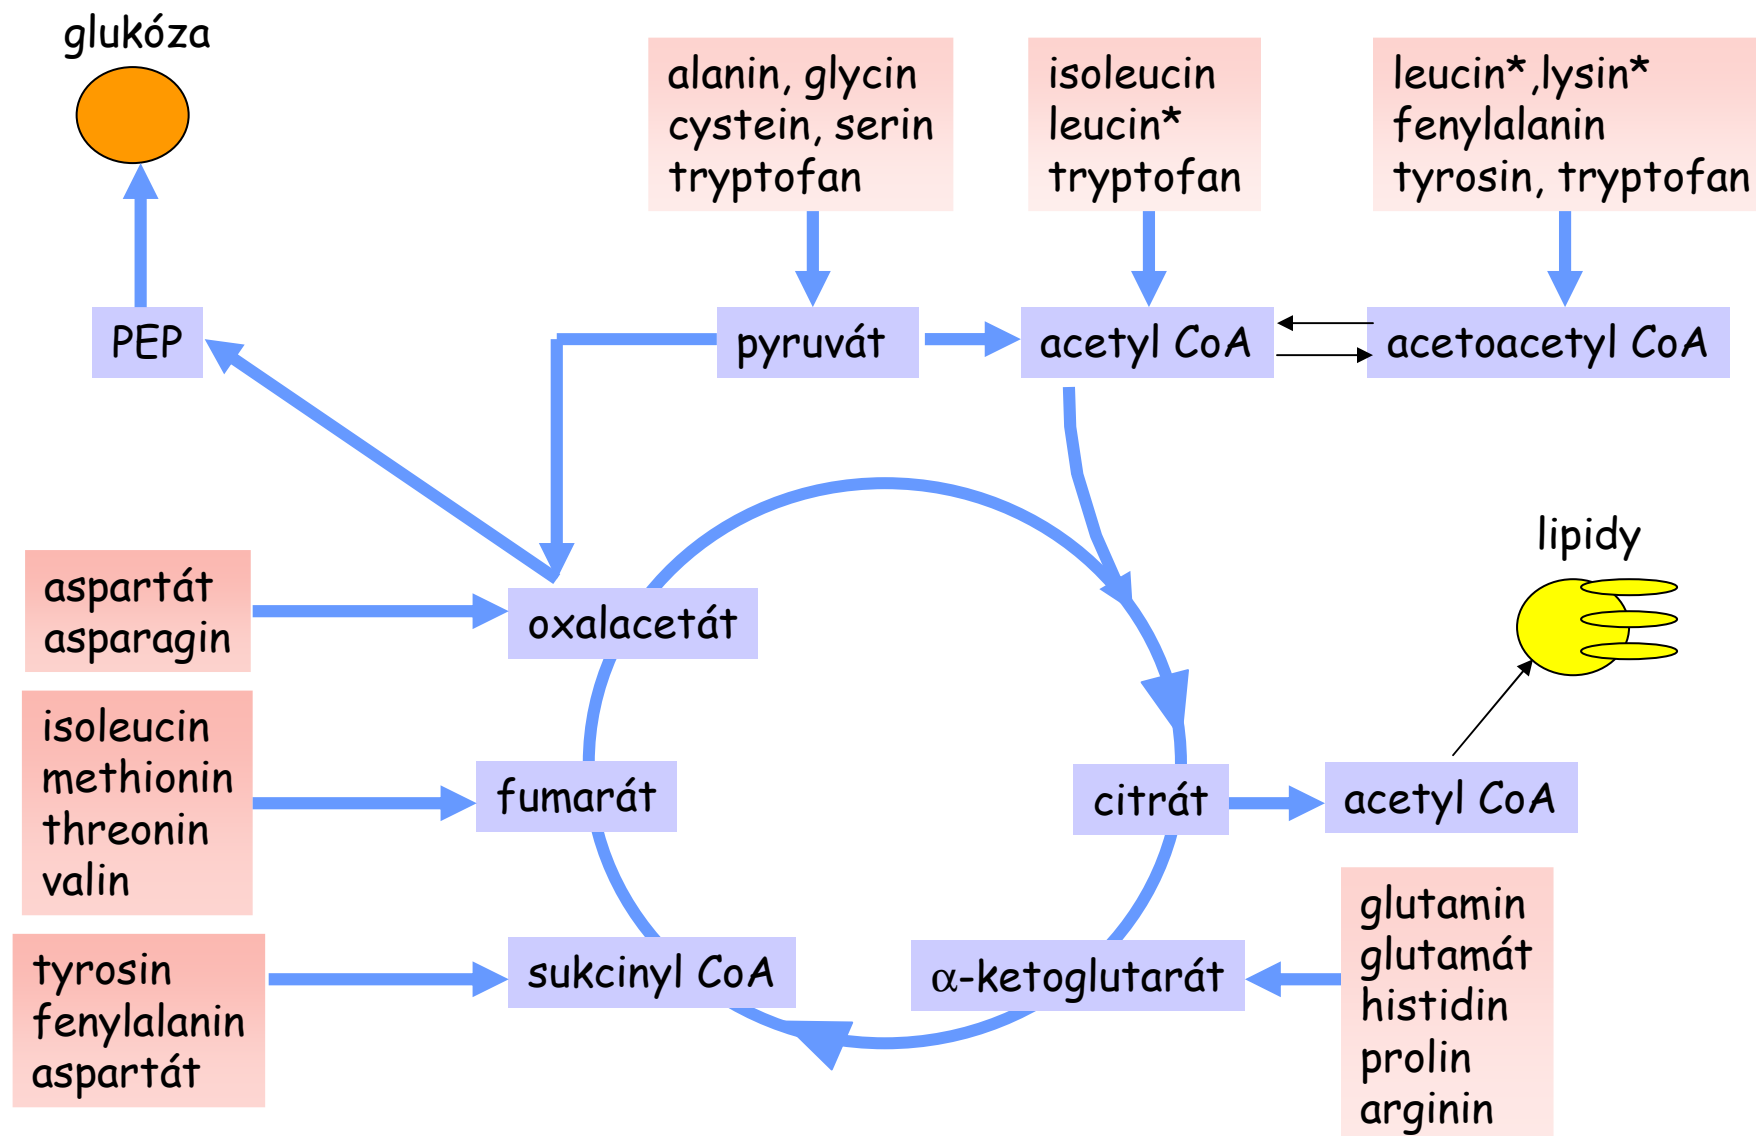 glukóza
alanin, glycin
cystein, serin
tryptofan
isoleucin
leucin*
tryptofan
leucin*,lysin*
fenylalanin
tyrosin, tryptofan
PEP
pyruvát
acetyl CoA
acetoacetyl CoA
lipidy
aspartát
asparagin
oxalacetát
isoleucin
methionin
threonin
valin
fumarát
citrát
acetyl CoA
tyrosin
fenylalanin
aspartát
sukcinyl CoA
α-ketoglutarát
glutamin
glutamát
histidin
prolin
arginin